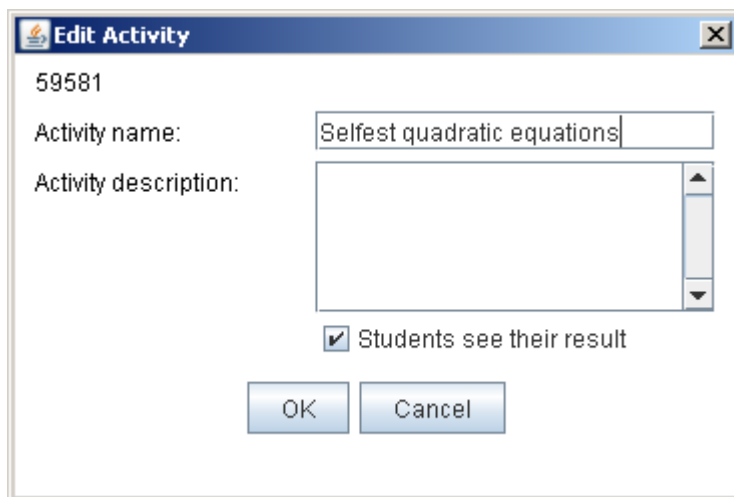 Edit Activity
59581
Activity name: Selfest quadratic equations
Activity description:
Students see their result
OK Cancel